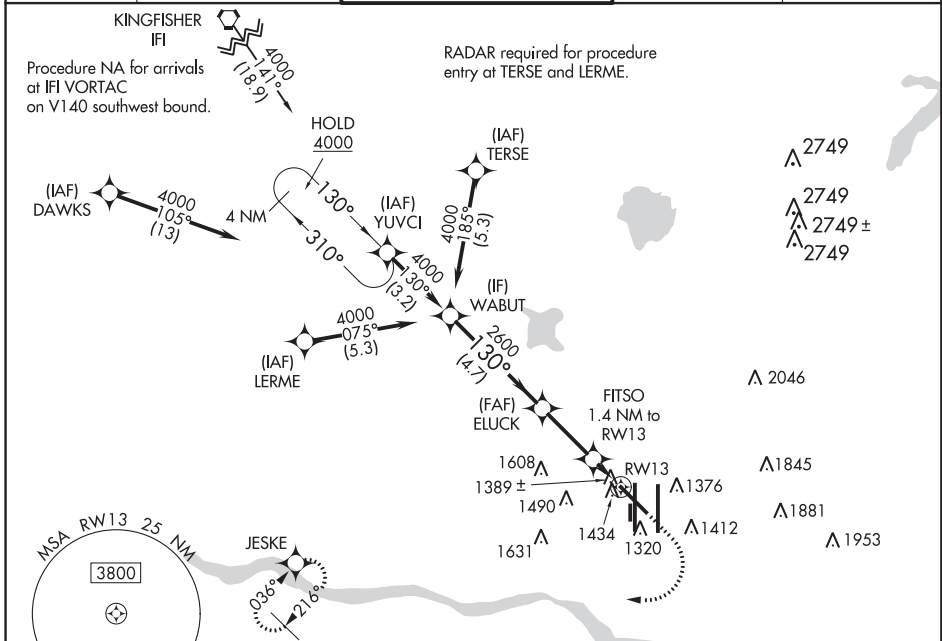 KINGFISHER
IFI
4000
141°
(18.9)
Procedure NA for arrivals
at IFI VORTAC
on V140 southwest bound.
RADAR required for procedure
entry at TERSE and LERME.
HOLD
4000
(IAF)
TERSE
4000
185°
(5.3)
2749
2749
2749 ±
2749
(IAF)
DAWKS
4000
105°
(13)
4 NM
130°
310°
(IAF)
YUVCI
4000
130°
(3.2)
(IF)
WABUT
4000
075°
(5.3)
(IAF)
LERME
2600
130°
(4.7)
(FAF)
ELUCK
2046
FITSO
1.4 NM to
RW13
RW13
1608
1389 ±
1490
1434
1631
1320
1376
1412
1845
1881
1953
MSA RW13 25 NM
3800
JESKE
036°
216°